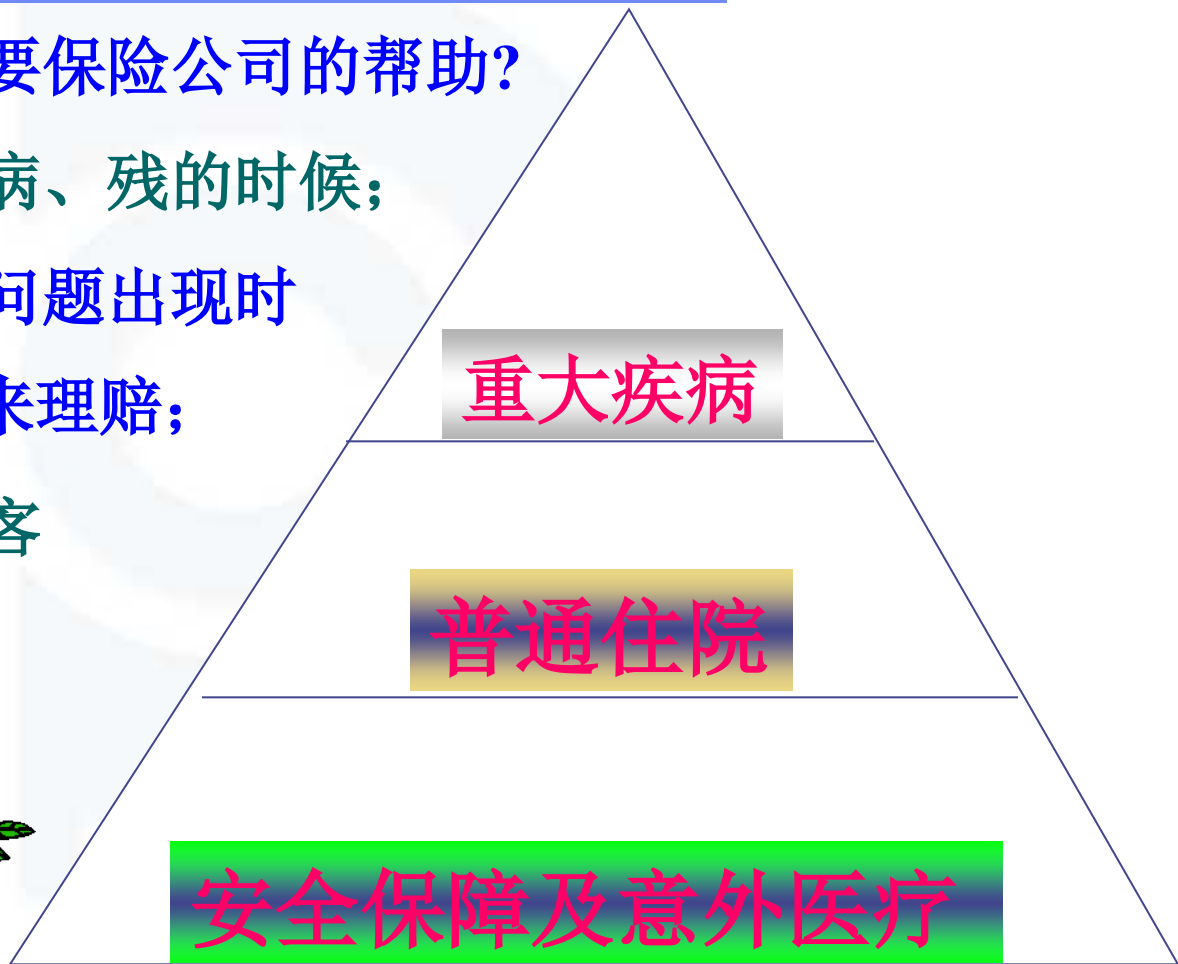 要保险公司的帮助?
病、残的时候；
问题出现时
来理赔；
客
重大疾病
普通住院
安全保障及意外医疗